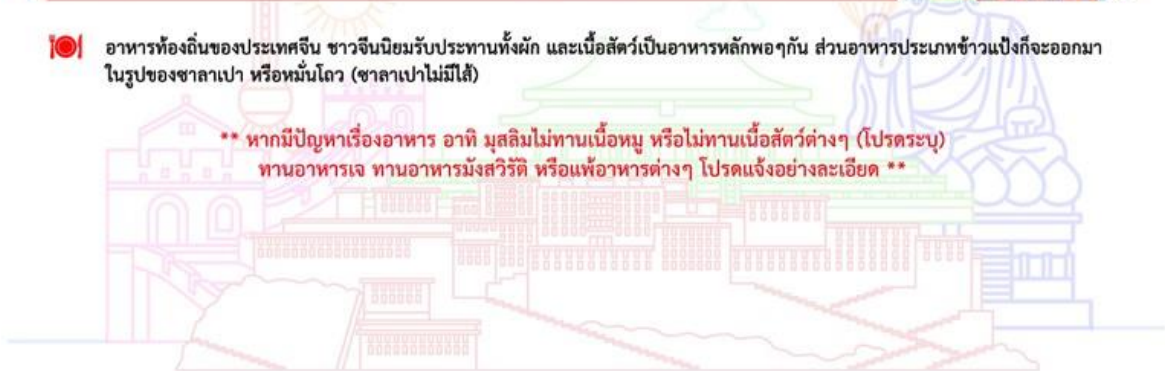 อาหารท้องถิ่นของประเทศจีน ชาวจีนนิยมรับประทานทั้งผัก และเนื้อสัตว์เป็นอาหารหลักพอๆกัน ส่วนอาหารประเภทข้าวแป้งก็จะออกมา
ในรูปของซาลาเปา หรือหมั่นโถว (ซาลาเปาไม่มีไส้)
** หากมีปัญหาเรื่องอาหาร อาทิ มุสลิมไม่ทานเนื้อหมู หรือไม่ทานเนื้อสัตว์ต่างๆ (โปรดระบุ)
ทานอาหารเจ ทานอาหารมังสวิรัติ หรือแพ้อาหารต่างๆ โปรดแจ้งอย่างละเอียด **